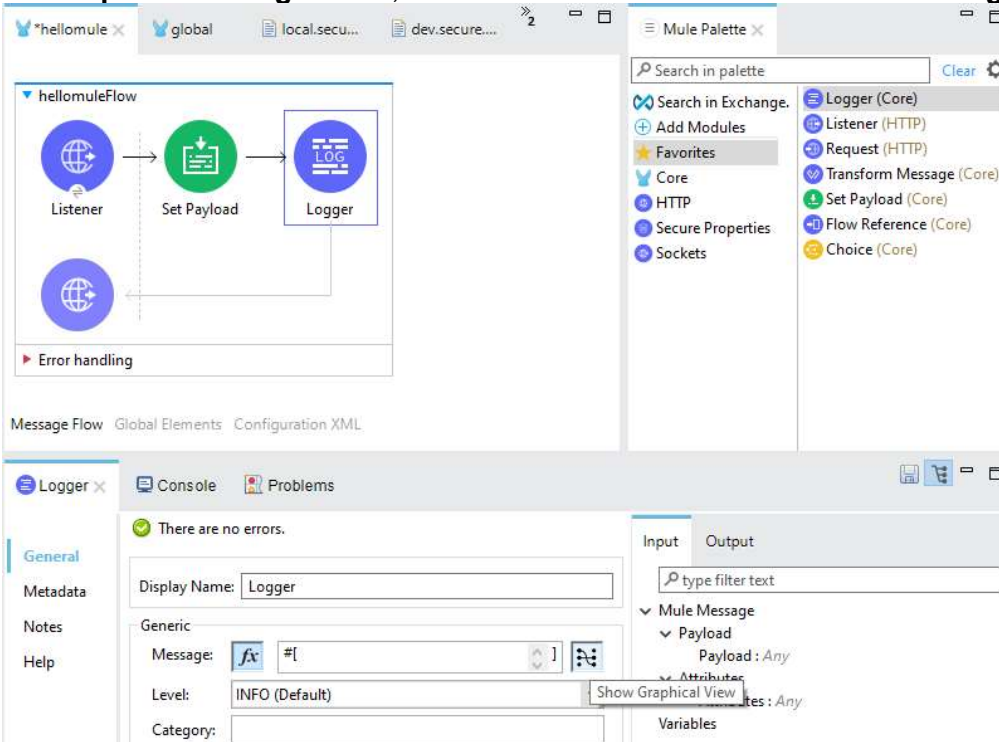 *hellomule
global
local.secu...
dev.secure....
2
Mule Palette
hellomuleFlow
Listener
Set Payload
LOG
Logger
Error handling
Message Flow Global Elements Configuration XML
Search in palette
Clear
Search in Exchange.
Add Modules
Favorites
Core
HTTP
Secure Properties
Sockets
Logger (Core)
Listener (HTTP)
Request (HTTP)
Transform Message (Core)
Set Payload (Core)
Flow Reference (Core)
Choice (Core)
Logger
Console
Problems
General
Metadata
Notes
Help
There are no errors.
Display Name: Logger
Generic
Message: fx #[ ]
Level: INFO (Default)
Category:
Show Graphical View
Input Output
type filter text
Mule Message
Payload
Payload : Any
Attributes
: Any
Variables